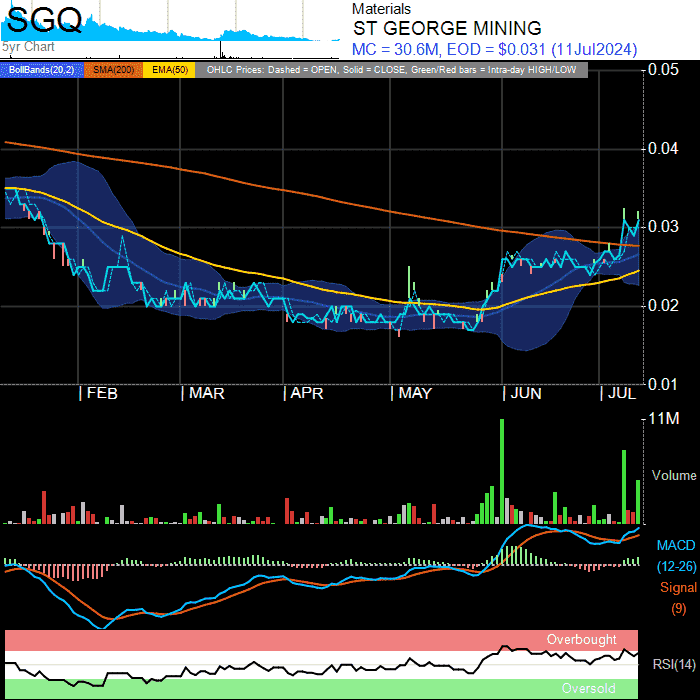 SGQ
5yr Chart
Materials
ST GEORGE MINING
MC = 30.6M, EOD = $0.031 (11Jul2024)
BollBands(20,2) SMA(200) EMA(50) OHLC Prices: Dashed = OPEN, Solid = CLOSE, Green/Red bars = Intra-day HIGH/LOW
0.05
0.04
0.03
0.02
0.01
| FEB | MAR | APR | MAY | JUN | JUL
11M
Volume
MACD
(12-26)
Signal
(9)
Overbought
RSI(14)
Oversold